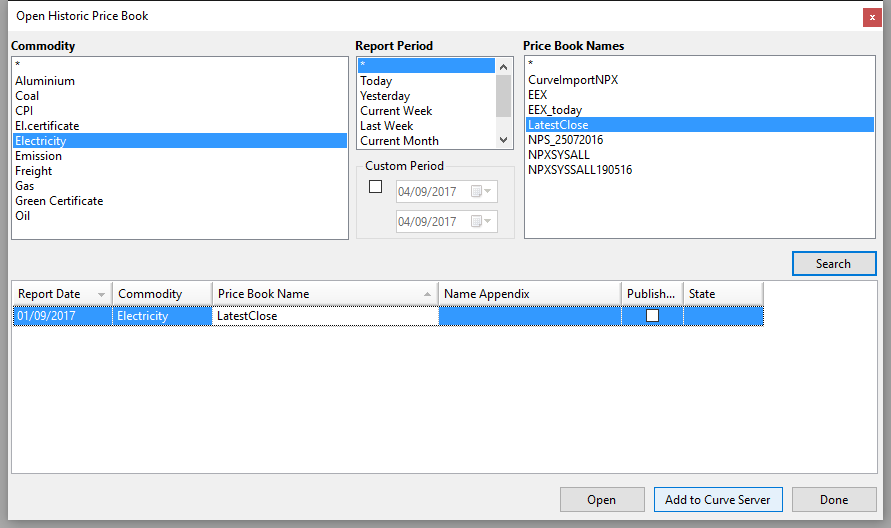 Open Historic Price Book
x
Commodity
*
Aluminium
Coal
CPI
El.certificate
Electricity
Emission
Freight
Gas
Green Certificate
Oil
Report Period
*
Today
Yesterday
Current Week
Last Week
Current Month
Custom Period
04/09/2017
04/09/2017
Price Book Names
*
CurveImportNPX
EEX
EEX_today
LatestClose
NPS_25072016
NPXSYSALL
NPXSYSSALL190516
Search
Report Date Commodity Price Book Name Name Appendix Publish... State
01/09/2017 Electricity LatestClose
Open Add to Curve Server Done